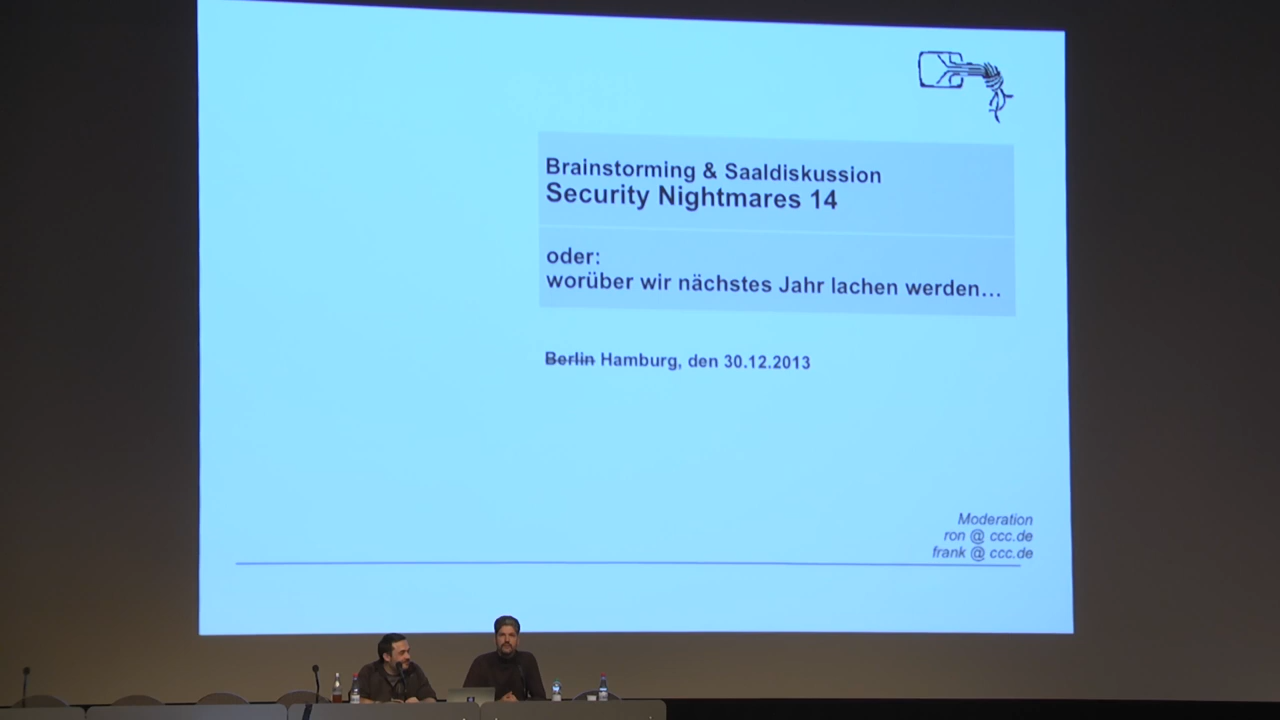 Brainstorming & Saaldiskussion
Security Nightmares 14
oder:
worüber wir nächstes Jahr lachen werden...
Berlin Hamburg, den 30.12.2013
Moderation
ron @ ccc.de
frank @ ccc.de